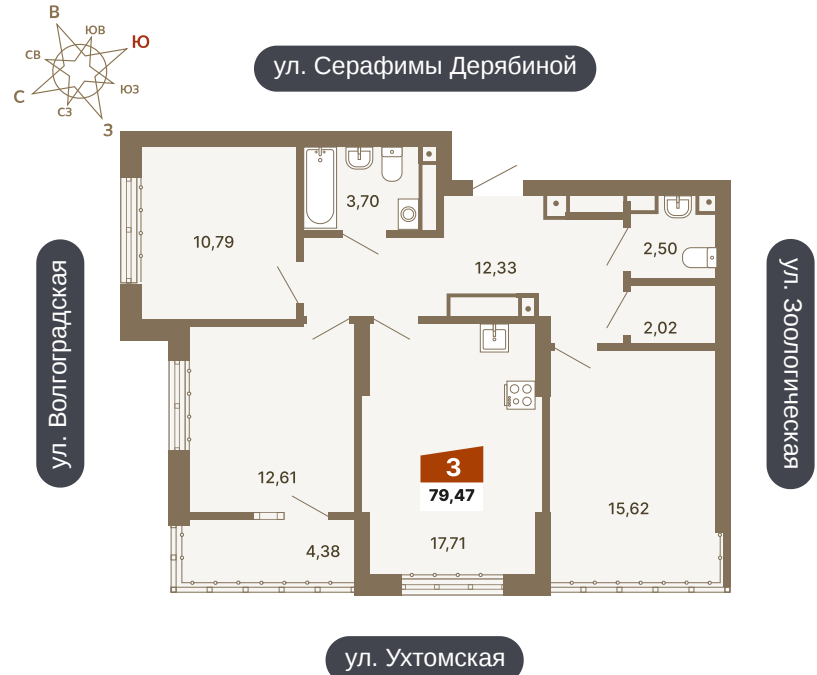 В
ЮВ
Ю
СВ
ЮЗ
С
СЗ
З
ул. Серафимы Дерябиной
3,70
10,79
2,50
12,33
2,02
ул. Волгоградская
ул. Зоологическая
3
79,47
12,61
15,62
17,71
4,38
ул. Ухтомская